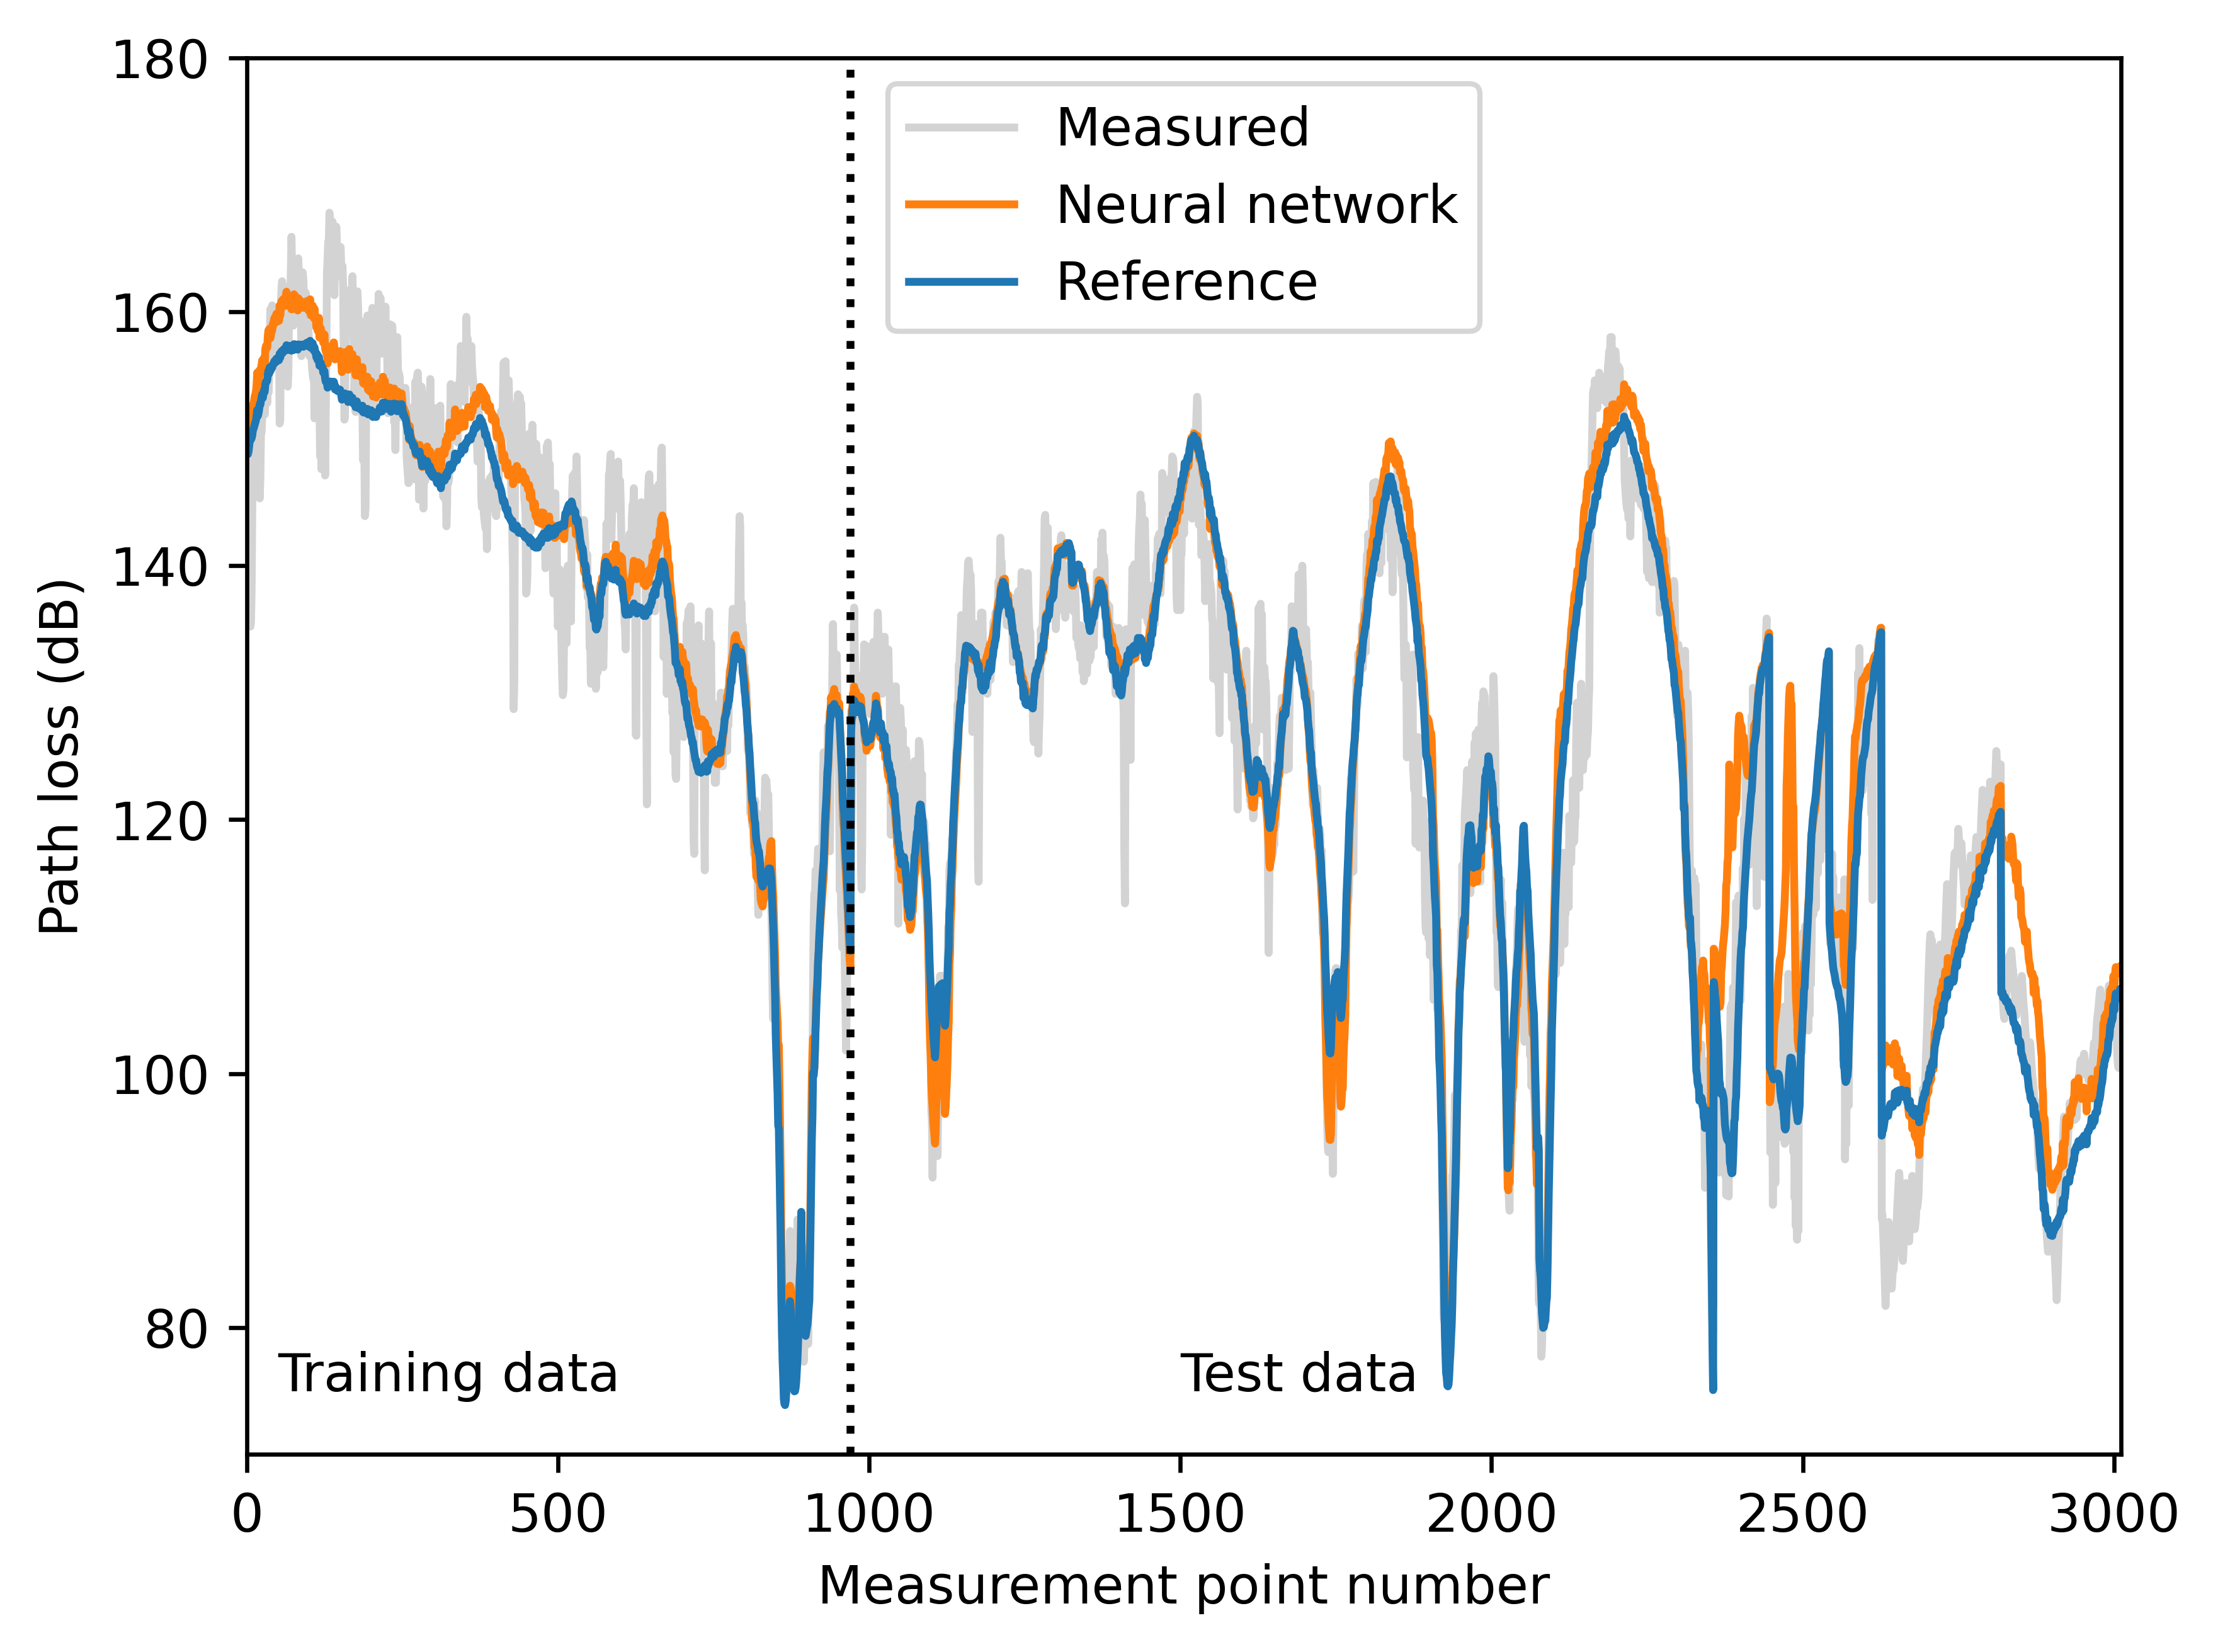 180
160
140
120
100
80
Path loss (dB)
Measured
Neural network
Reference
Training data
Test data
0 500 1000 1500 2000 2500 3000
Measurement point number